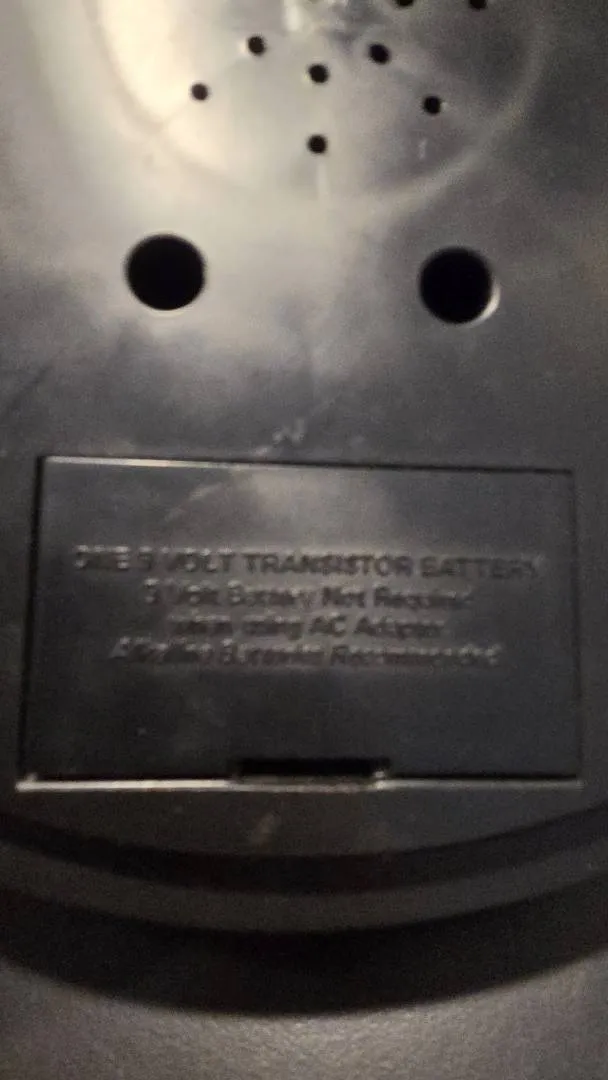 ONE 9 VOLT TRANSISTOR BATTERY
9 Volt Battery Not Required
when using AC Adapter
Alkaline Batteries Recommended